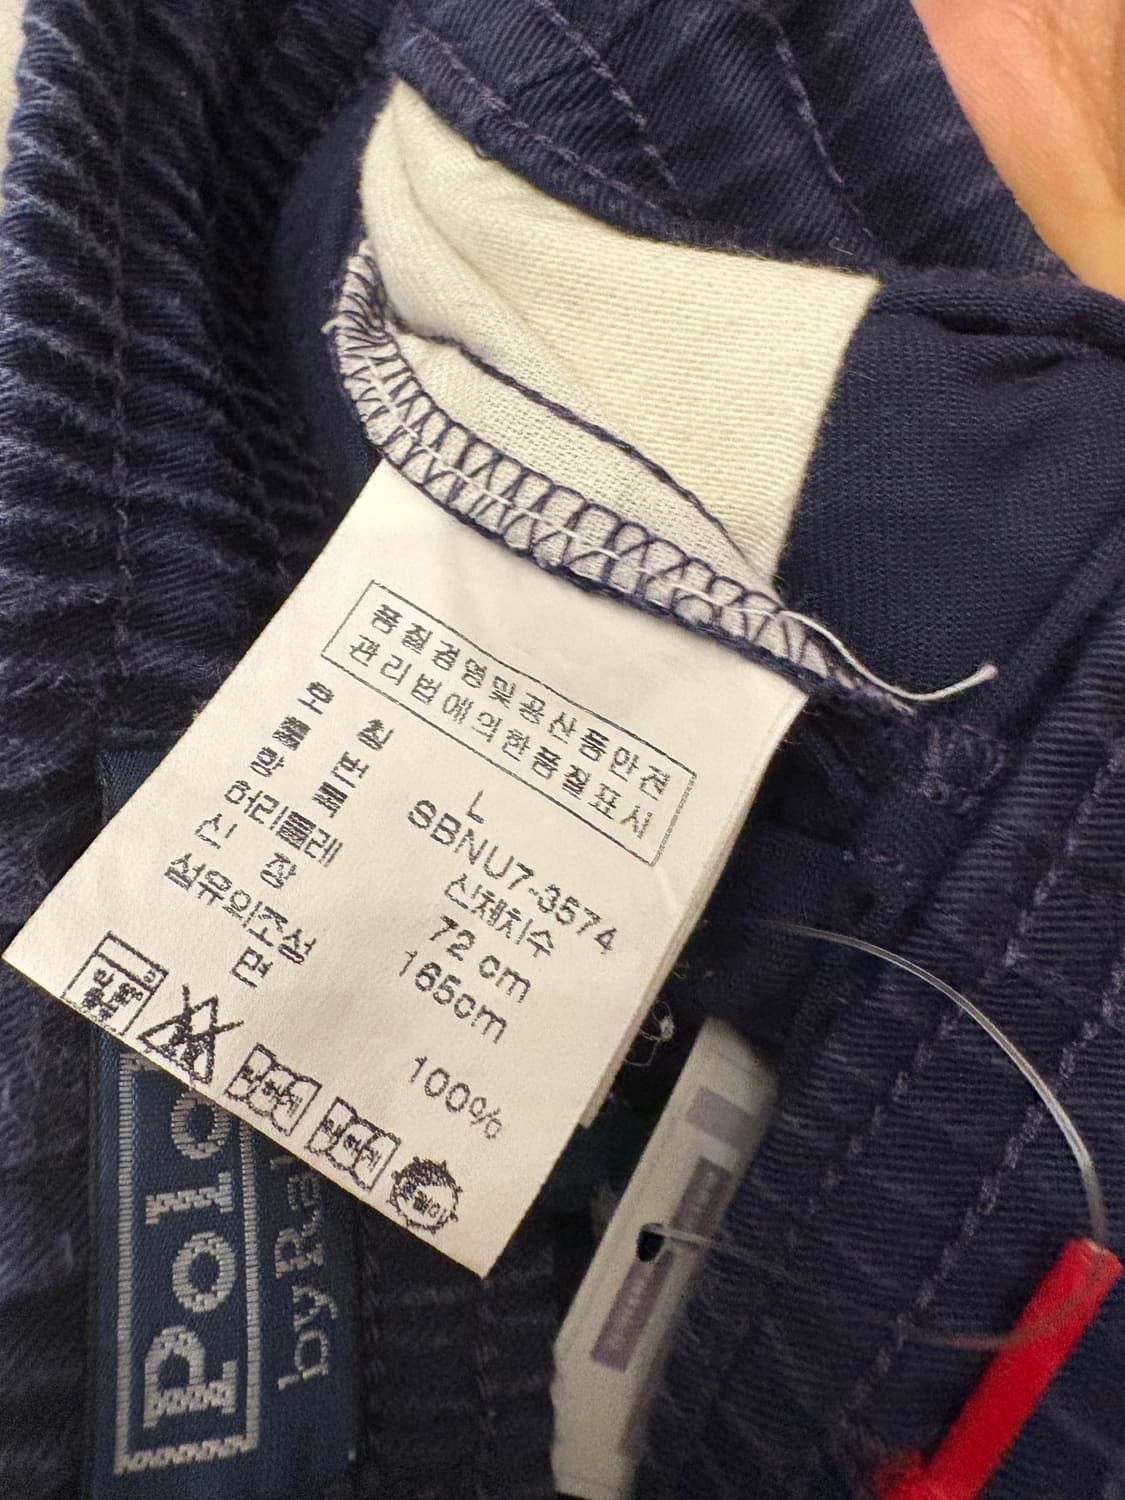 품질경영및공산품안전
관리법에의한품질표시
호 칭 L
품 번 SBNU7-3574
항 목 신체치수
허리둘레 72 cm
신 장 165cm
섬유의조성
면 100%
Polo
by Ral